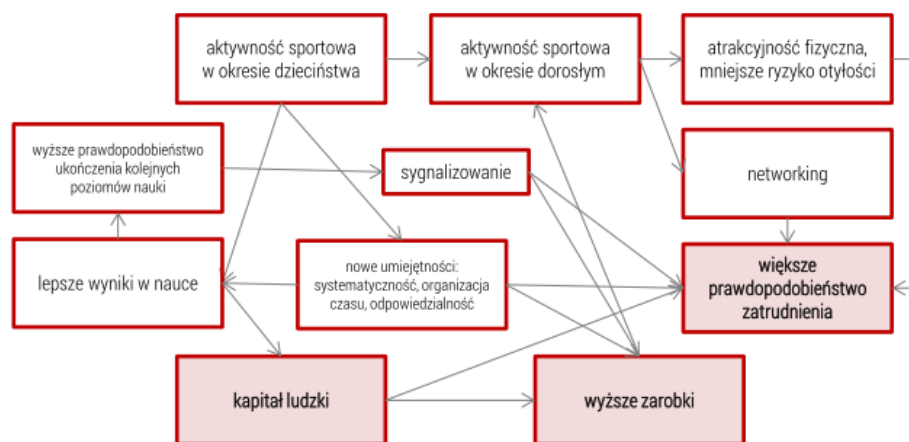 aktywność sportowa
w okresie dzieciństwa
aktywność sportowa
w okresie dorosłym
atrakcyjność fizyczna,
mniejsze ryzyko otyłości
wyższe prawdopodobieństwo
ukończenia kolejnych
poziomów nauki
sygnalizowanie
networking
lepsze wyniki w nauce
nowe umiejętności:
systematyczność, organizacja
czasu, odpowiedzialność
większe
prawdopodobieństwo
zatrudnienia
kapitał ludzki
wyższe zarobki